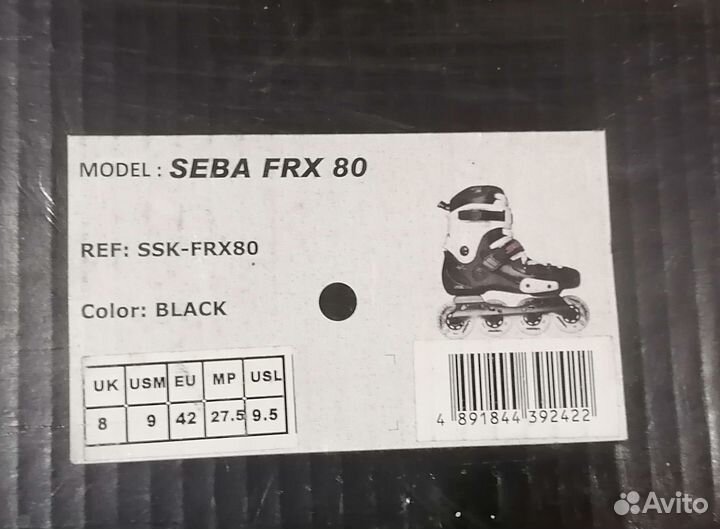 MODEL : SEBA FRX 80
REF: SSK-FRX80
Color: BLACK
UK USM EU MP USL
8 9 42 27.5 9.5
4 891844 392422
Avito